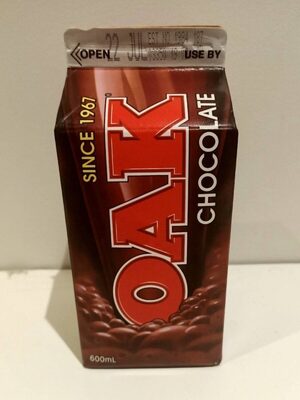 OPEN
22 JUL
USE BY
SINCE 1967
OAK
CHOCOLATE
600mL